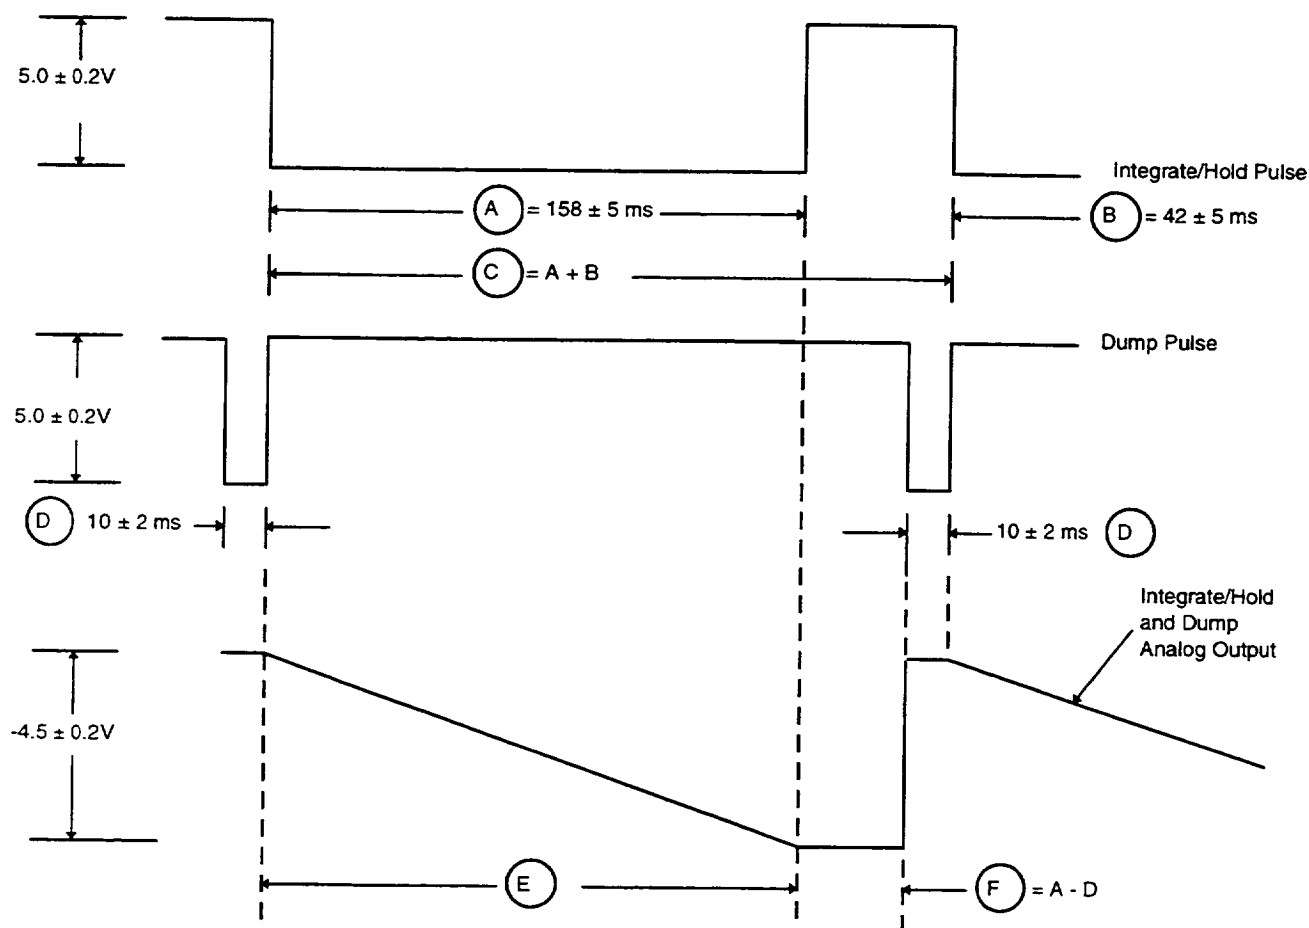 5.0 ± 0.2V
Integrate/Hold Pulse
A = 158 ± 5 ms
B = 42 ± 5 ms
C = A + B
Dump Pulse
5.0 ± 0.2V
D 10 ± 2 ms
10 ± 2 ms D
Integrate/Hold
and Dump
Analog Output
-4.5 ± 0.2V
E
F = A - D